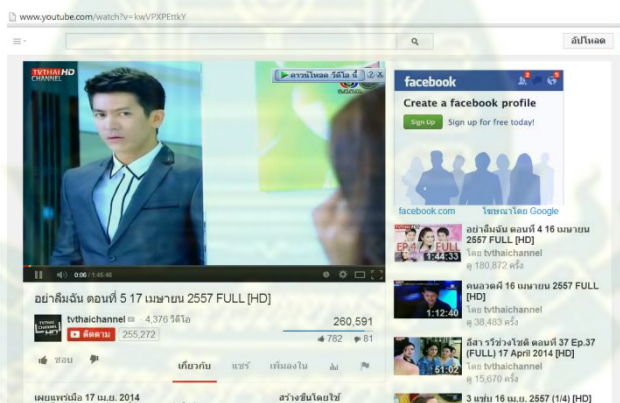 www.youtube.com/watch?v=kwVPXPEttkY
อัปโหลด
TVTHAI HD
CHANNEL
ดาวน์โหลด วิดีโอ นี้ ? X
0:06 / 1:45:46
อย่าลืมฉัน ตอนที่ 5 17 เมษายน 2557 FULL [HD]
tvthaichannel 4,376 วิดีโอ
ติดตาม 255,272
260,591
782 81
ชอบ
เกี่ยวกับ แชร์ เพิ่มลงใน
เผยแพร่เมื่อ 17 เม.ย. 2014
สร้างขึ้นโดยใช้
facebook
Create a facebook profile
Sign Up Sign up for free today!
facebook.com โฆษณาโดย Google
EP.4 FULL
1:44:33
อย่าลืมฉัน ตอนที่ 4 16 เมษายน
2557 FULL [HD]
โดย tvthaichannel
ดู 180,872 ครั้ง
1:12:40
คนอวดผี 16 เมษายน 2557 FULL
[HD]
โดย tvthaichannel
ดู 38,483 ครั้ง
51:02
ลีลา รวีช่วงโชติ ตอนที่ 37 Ep.37
(FULL) 17 April 2014 [HD]
โดย tvthaichannel
ดู 15,670 ครั้ง
3 แซ่บ 16 เม.ย. 2557 (1/4) [HD]